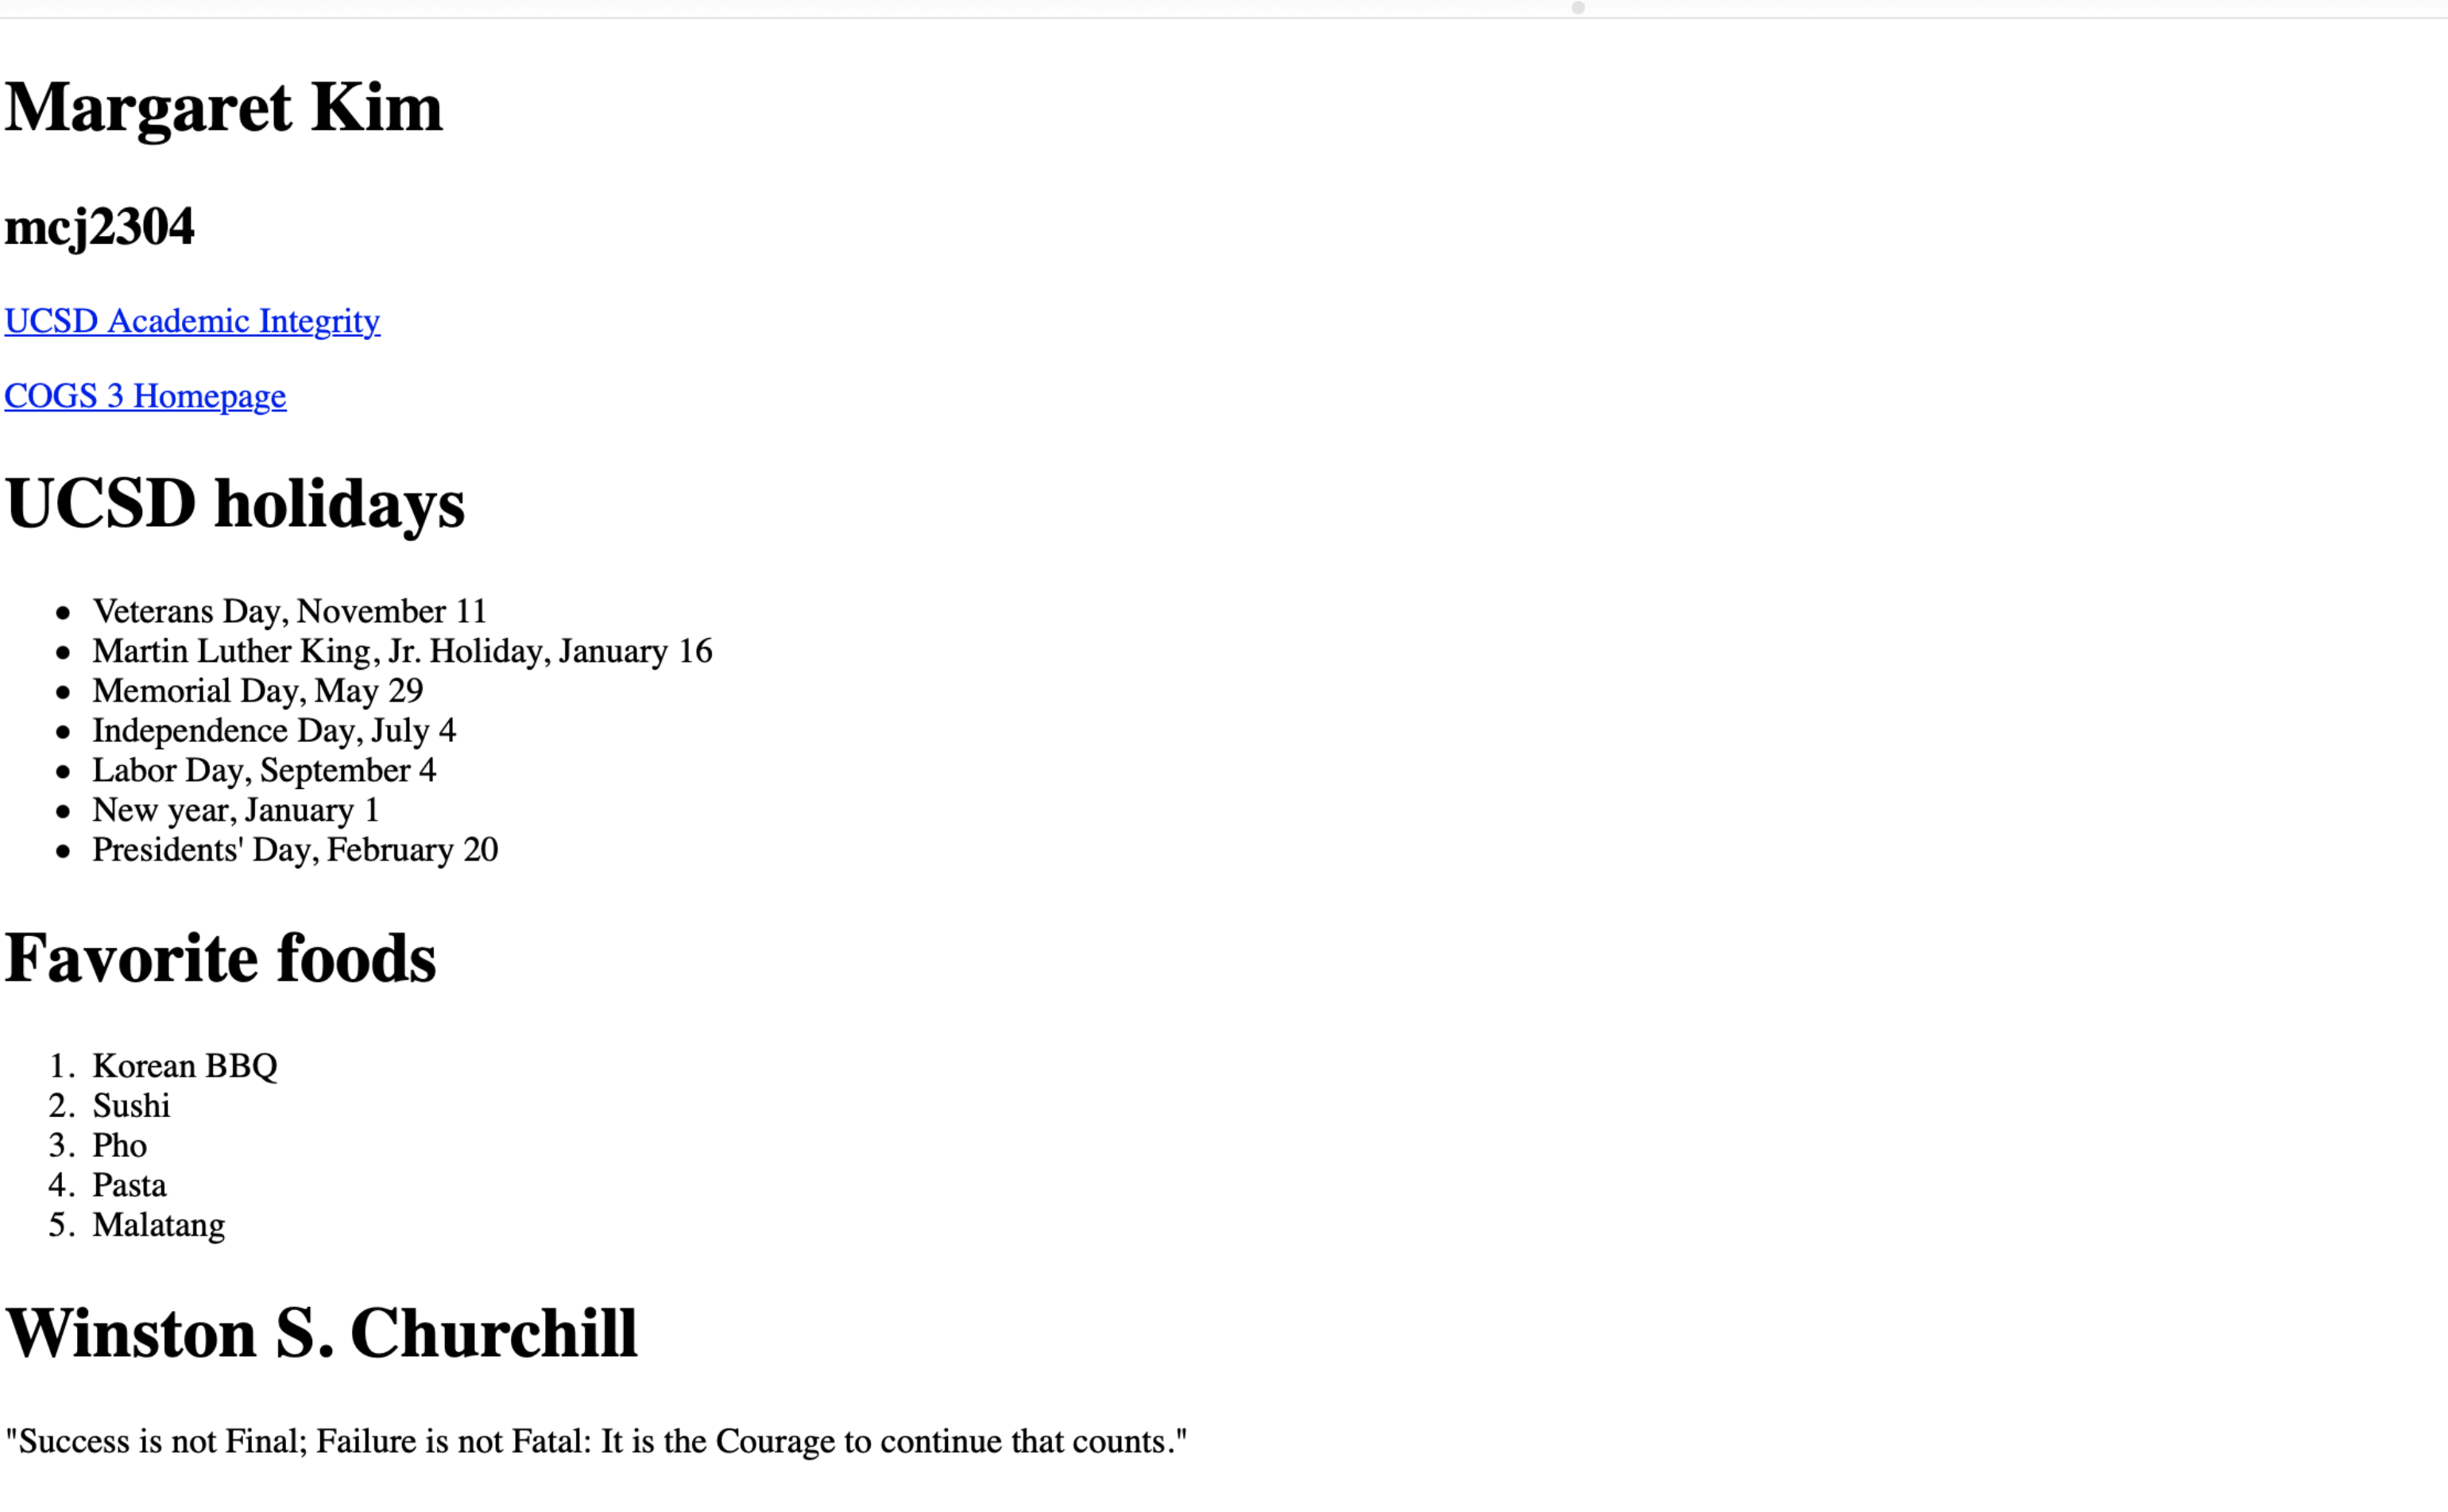 Margaret Kim
mcj2304
UCSD Academic Integrity
COGS 3 Homepage
UCSD holidays
• Veterans Day, November 11
• Martin Luther King, Jr. Holiday, January 16
• Memorial Day, May 29
• Independence Day, July 4
• Labor Day, September 4
• New year, January 1
• Presidents' Day, February 20
Favorite foods
1. Korean BBQ
2. Sushi
3. Pho
4. Pasta
5. Malatang
Winston S. Churchill
"Success is not Final; Failure is not Fatal: It is the Courage to continue that counts."